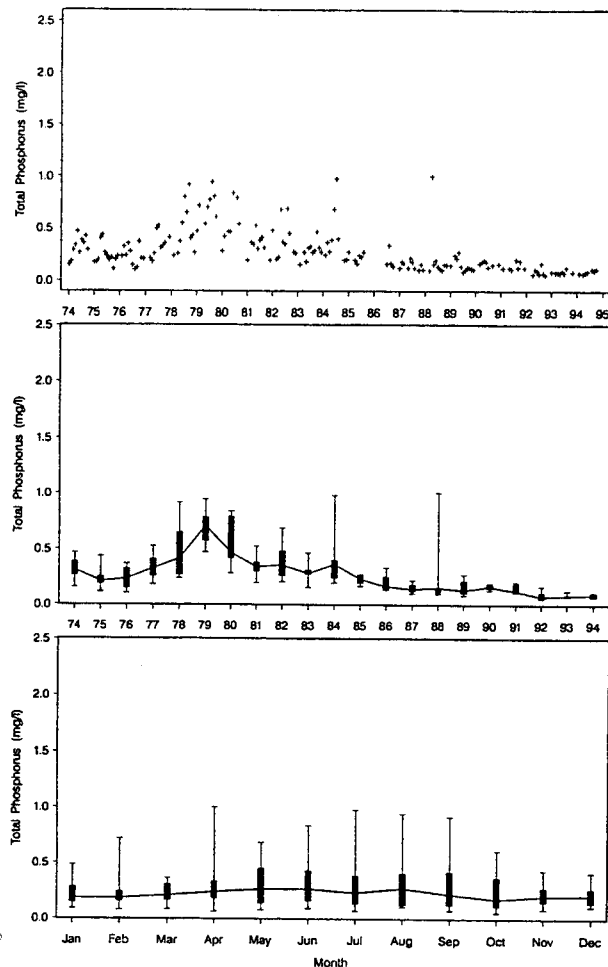 Total Phosphorus (mg/l)
2.5
2.0
1.5
1.0
0.5
0.0
74 75 76 77 78 79 80 81 82 83 84 85 86 87 88 89 90 91 92 93 94 95
Total Phosphorus (mg/l)
2.5
2.0
1.5
1.0
0.5
0.0
74 75 76 77 78 79 80 81 82 83 84 85 86 87 88 89 90 91 92 93 94
Total Phosphorus (mg/l)
2.5
2.0
1.5
1.0
0.5
0.0
Jan Feb Mar Apr May Jun Jul Aug Sep Oct Nov Dec
Month